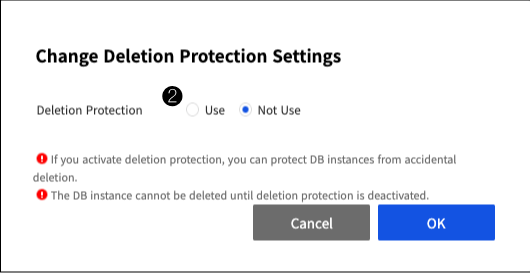 Change Deletion Protection Settings
2
Deletion Protection Use Not Use
! If you activate deletion protection, you can protect DB instances from accidental
deletion.
! The DB instance cannot be deleted until deletion protection is deactivated.
Cancel OK